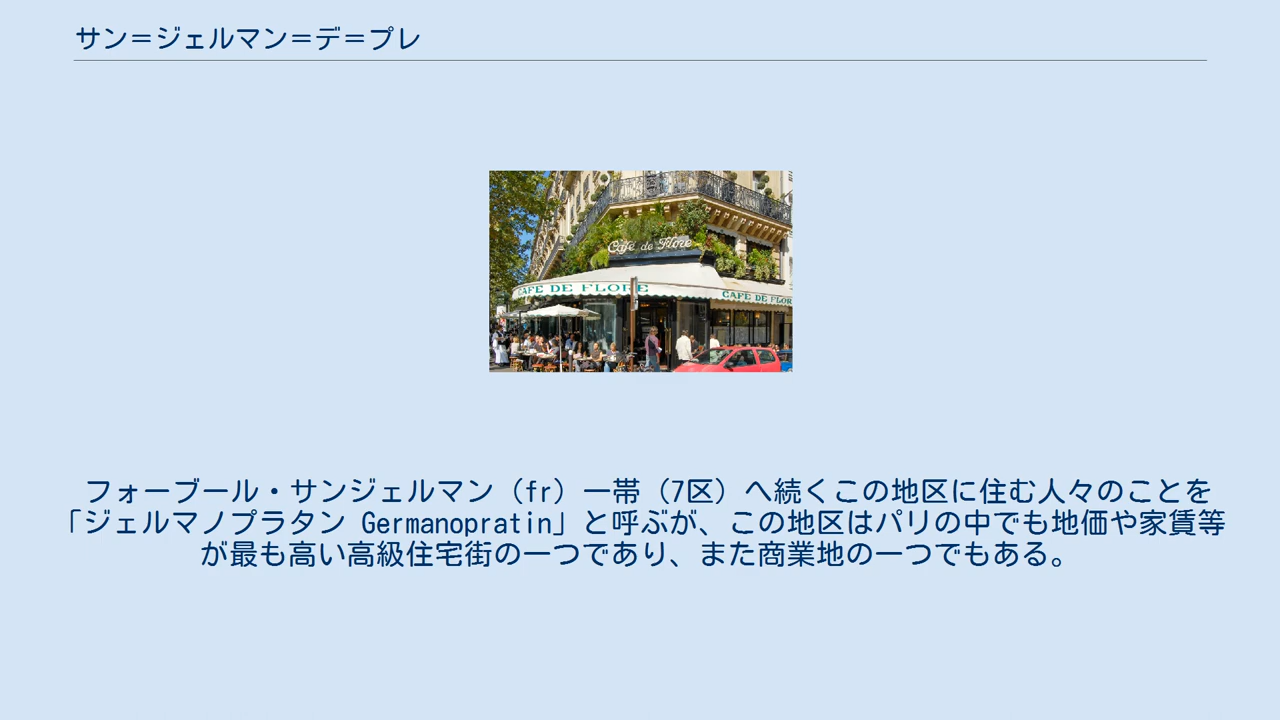 サン＝ジェルマン＝デ＝プレ
Café de Flore
CAFE DE FLORE
CAFE DE FLOR
フォーブール・サンジェルマン（fr）一帯（7区）へ続くこの地区に住む人々のことを
「ジェルマノプラタン Germanopratin」と呼ぶが、この地区はパリの中でも地価や家賃等
が最も高い高級住宅街の一つであり、また商業地の一つでもある。